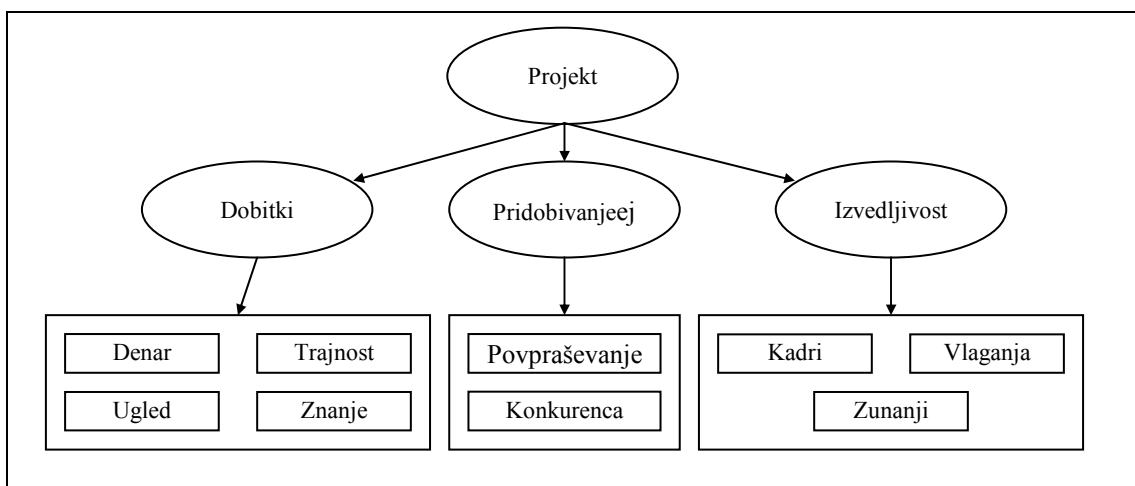 Projekt
Dobitki
Pridobivanjeej
Izvedljivost
Denar
Trajnost
Ugled
Znanje
Povpraševanje
Konkurenca
Kadri
Vlaganja
Zunanji